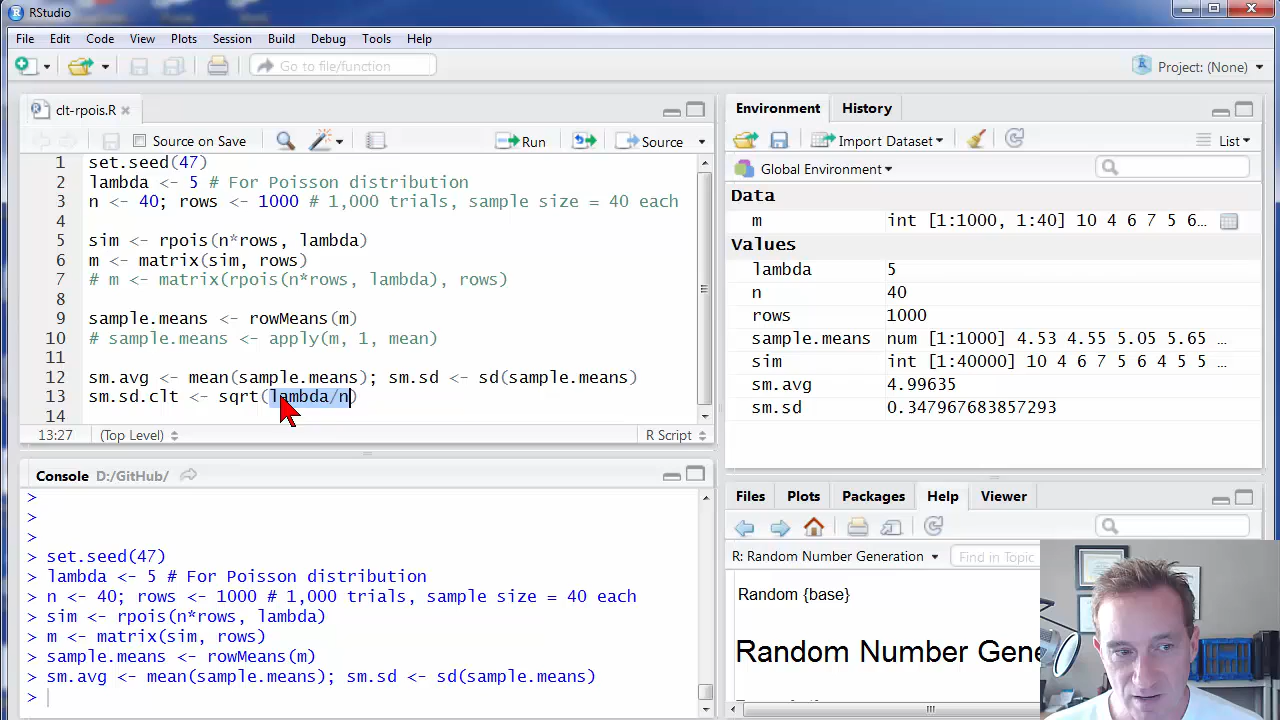 RStudio
File Edit Code View Plots Session Build Debug Tools Help
Go to file/function
Project: (None)
clt-rpois.R
Source on Save
Run
Source
1 set.seed(47)
2 lambda <- 5 # For Poisson distribution
3 n <- 40; rows <- 1000 # 1,000 trials, sample size = 40 each
4
5 sim <- rpois(n*rows, lambda)
6 m <- matrix(sim, rows)
7 # m <- matrix(rpois(n*rows, lambda), rows)
8
9 sample.means <- rowMeans(m)
10 # sample.means <- apply(m, 1, mean)
11
12 sm.avg <- mean(sample.means); sm.sd <- sd(sample.means)
13 sm.sd.clt <- sqrt(lambda/n)
14
13:27 (Top Level) R Script
Console D:/GitHub/
>
>
>
> set.seed(47)
> lambda <- 5 # For Poisson distribution
> n <- 40; rows <- 1000 # 1,000 trials, sample size = 40 each
> sim <- rpois(n*rows, lambda)
> m <- matrix(sim, rows)
> sample.means <- rowMeans(m)
> sm.avg <- mean(sample.means); sm.sd <- sd(sample.means)
>
Environment History
Import Dataset List
Global Environment
Data
m int [1:1000, 1:40] 10 4 6 7 5 6…
Values
lambda 5
n 40
rows 1000
sample.means num [1:1000] 4.53 4.55 5.05 5.65 …
sim int [1:40000] 10 4 6 7 6 4 5 5 …
sm.avg 4.99635
sm.sd 0.347967683857293
Files Plots Packages Help Viewer
R: Random Number Generation Find in Topic
Random {base}
Random Number Gene